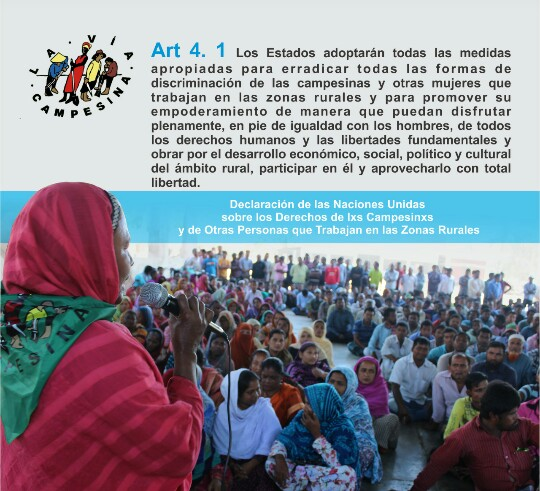 LA VÍA
CAMPESINA
Art 4. 1 Los Estados adoptarán todas las medidas
apropiadas para erradicar todas las formas de
discriminación de las campesinas y otras mujeres que
trabajan en las zonas rurales y para promover su
empoderamiento de manera que puedan disfrutar
plenamente, en pie de igualdad con los hombres, de todos
los derechos humanos y las libertades fundamentales y
obrar por el desarrollo económico, social, político y cultural
del ámbito rural, participar en él y aprovecharlo con total
libertad.
Declaración de las Naciones Unidas
sobre los Derechos de lxs Campesinxs
y de Otras Personas que Trabajan en las Zonas Rurales